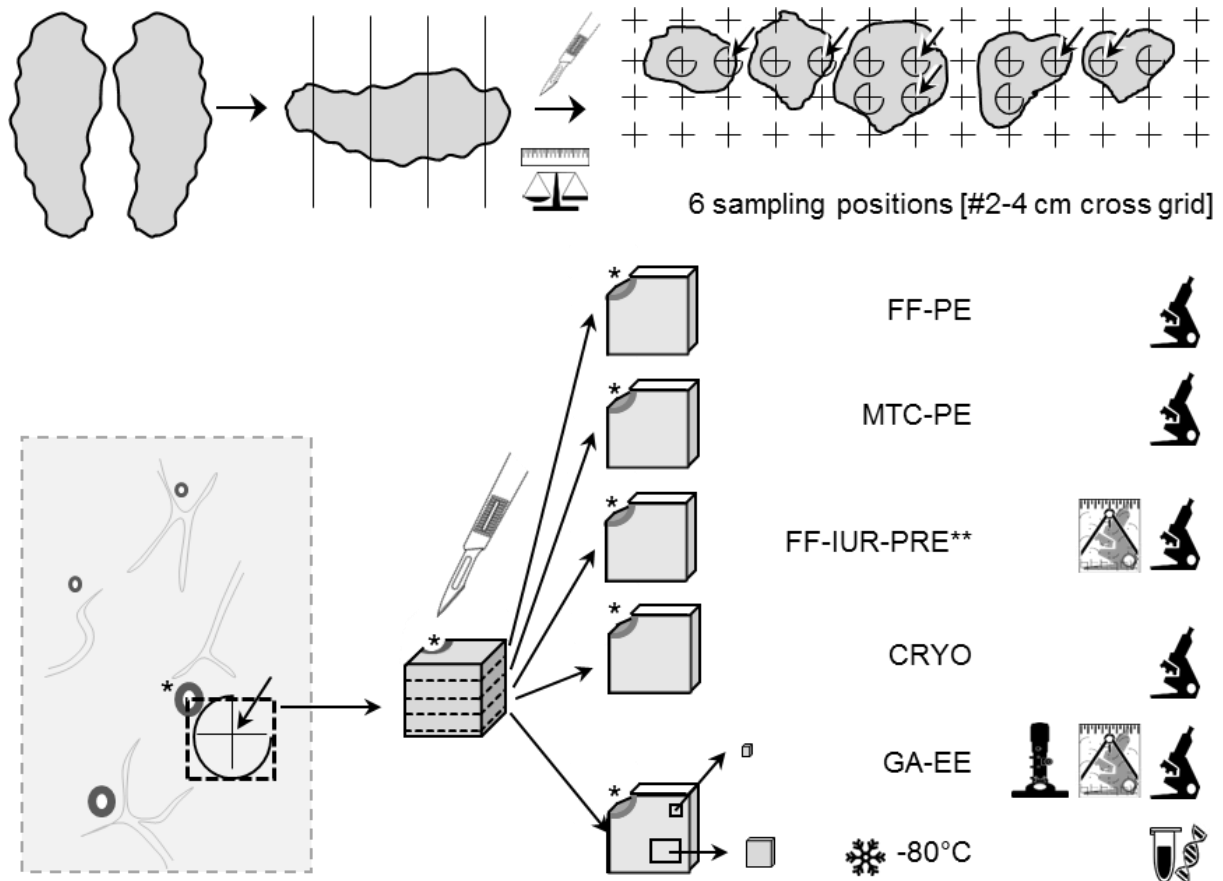 6 sampling positions [#2-4 cm cross grid]
* FF-PE
* MTC-PE
* FF-IUR-PRE**
* CRYO
*
*
* GA-EE
-80°C